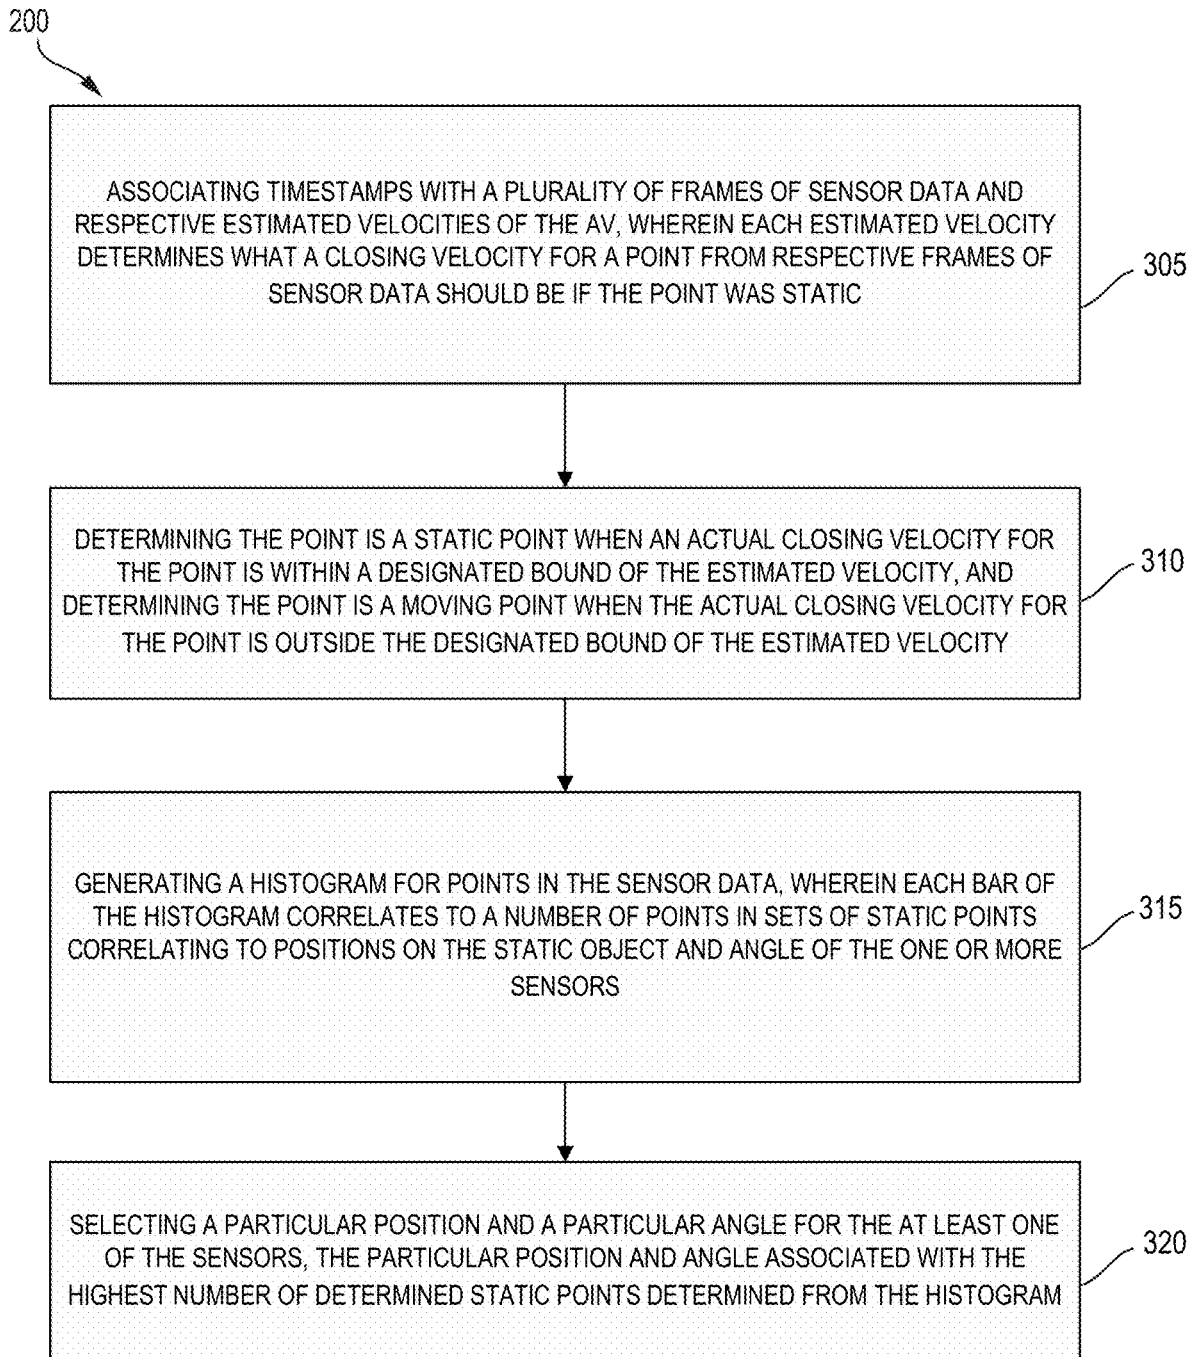 200
ASSOCIATING TIMESTAMPS WITH A PLURALITY OF FRAMES OF SENSOR DATA AND
RESPECTIVE ESTIMATED VELOCITIES OF THE AV, WHEREIN EACH ESTIMATED VELOCITY
DETERMINES WHAT A CLOSING VELOCITY FOR A POINT FROM RESPECTIVE FRAMES OF
SENSOR DATA SHOULD BE IF THE POINT WAS STATIC
305
DETERMINING THE POINT IS A STATIC POINT WHEN AN ACTUAL CLOSING VELOCITY FOR
THE POINT IS WITHIN A DESIGNATED BOUND OF THE ESTIMATED VELOCITY, AND
DETERMINING THE POINT IS A MOVING POINT WHEN THE ACTUAL CLOSING VELOCITY FOR
THE POINT IS OUTSIDE THE DESIGNATED BOUND OF THE ESTIMATED VELOCITY
310
GENERATING A HISTOGRAM FOR POINTS IN THE SENSOR DATA, WHEREIN EACH BAR OF
THE HISTOGRAM CORRELATES TO A NUMBER OF POINTS IN SETS OF STATIC POINTS
CORRELATING TO POSITIONS ON THE STATIC OBJECT AND ANGLE OF THE ONE OR MORE
SENSORS
315
SELECTING A PARTICULAR POSITION AND A PARTICULAR ANGLE FOR THE AT LEAST ONE
OF THE SENSORS, THE PARTICULAR POSITION AND ANGLE ASSOCIATED WITH THE
HIGHEST NUMBER OF DETERMINED STATIC POINTS DETERMINED FROM THE HISTOGRAM
320